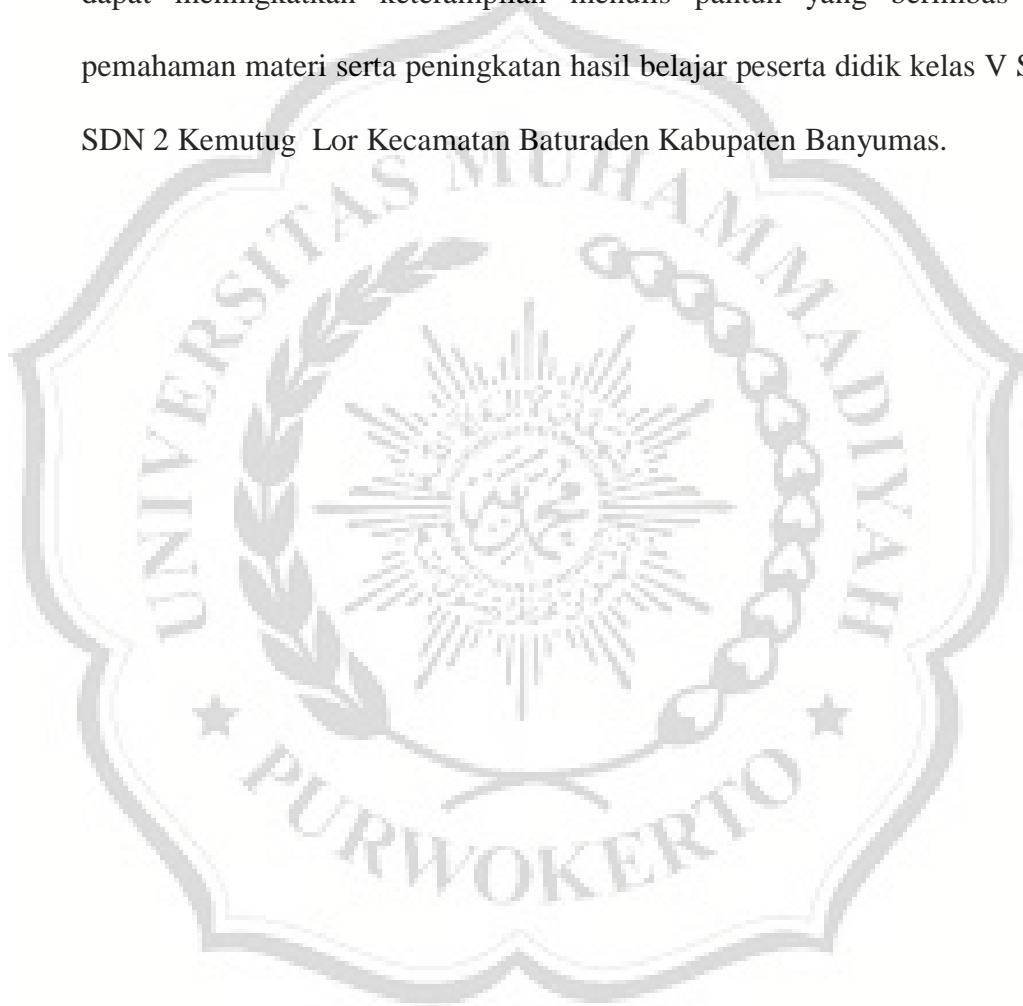 dapat meningkatkan keterampilan menulis pantun yang berimbas
pemahaman materi serta peningkatan hasil belajar peserta didik kelas V S
SDN 2 Kemutug Lor Kecamatan Baturaden Kabupaten Banyumas.
UNIVERSITAS MUHAMMADIYAH
PURWOKERTO